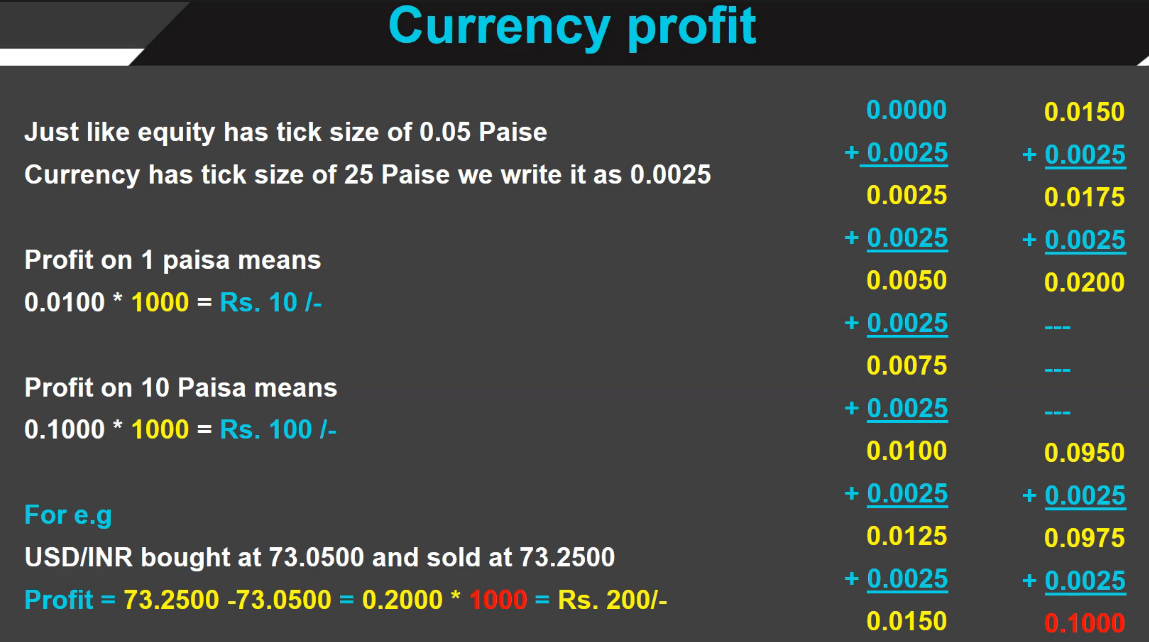 Currency profit
Just like equity has tick size of 0.05 Paise
Currency has tick size of 25 Paise we write it as 0.0025
Profit on 1 paisa means
0.0100 * 1000 = Rs. 10 /-
Profit on 10 Paisa means
0.1000 * 1000 = Rs. 100 /-
For e.g
USD/INR bought at 73.0500 and sold at 73.2500
Profit = 73.2500 -73.0500 = 0.2000 * 1000 = Rs. 200/-
0.0000
+ 0.0025
0.0025
+ 0.0025
0.0050
+ 0.0025
0.0075
+ 0.0025
0.0100
+ 0.0025
0.0125
+ 0.0025
0.0150
0.0150
+ 0.0025
0.0175
+ 0.0025
0.0200
---
---
---
0.0950
+ 0.0025
0.0975
+ 0.0025
0.1000